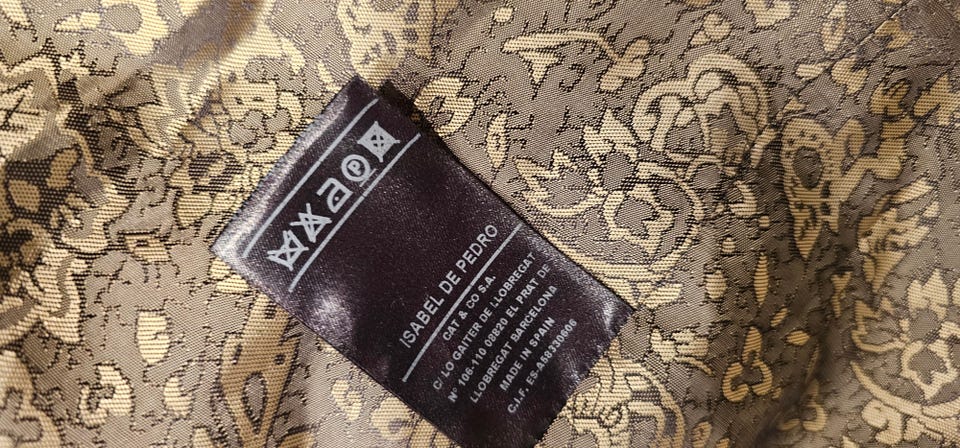 P
ISABEL DE PEDRO
CAT & CO S.A.
C/ LO GAITER DE LLOBREGAT
Nº 106-110 08820 EL PRAT DE
LLOBREGAT BARCELONA
MADE IN SPAIN
C.I.F. ES-A58330606